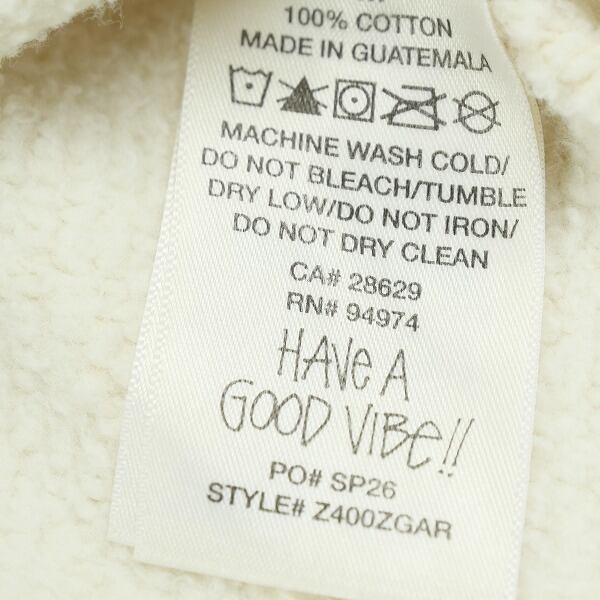 100% COTTON
MADE IN GUATEMALA
MACHINE WASH COLD/
DO NOT BLEACH/TUMBLE
DRY LOW/DO NOT IRON/
DO NOT DRY CLEAN
CA# 28629
RN# 94974
HAVE A
GOOD VIBE!!
PO# SP26
STYLE# Z400ZGAR